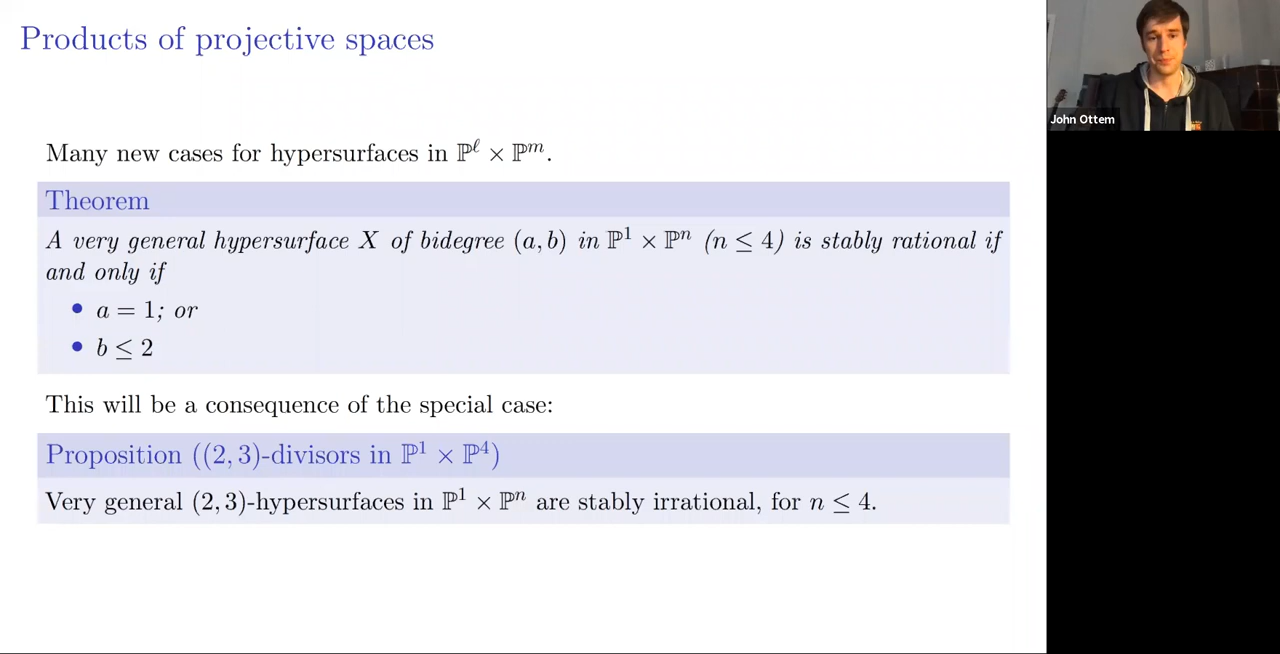 Products of projective spaces
John Ottem
Many new cases for hypersurfaces in ℙ^ℓ × ℙ^m.
Theorem
A very general hypersurface X of bidegree (a, b) in ℙ^1 × ℙ^n (n ≤ 4) is stably rational if
and only if
• a = 1; or
• b ≤ 2
This will be a consequence of the special case:
Proposition ((2, 3)-divisors in ℙ^1 × ℙ^4)
Very general (2, 3)-hypersurfaces in ℙ^1 × ℙ^n are stably irrational, for n ≤ 4.